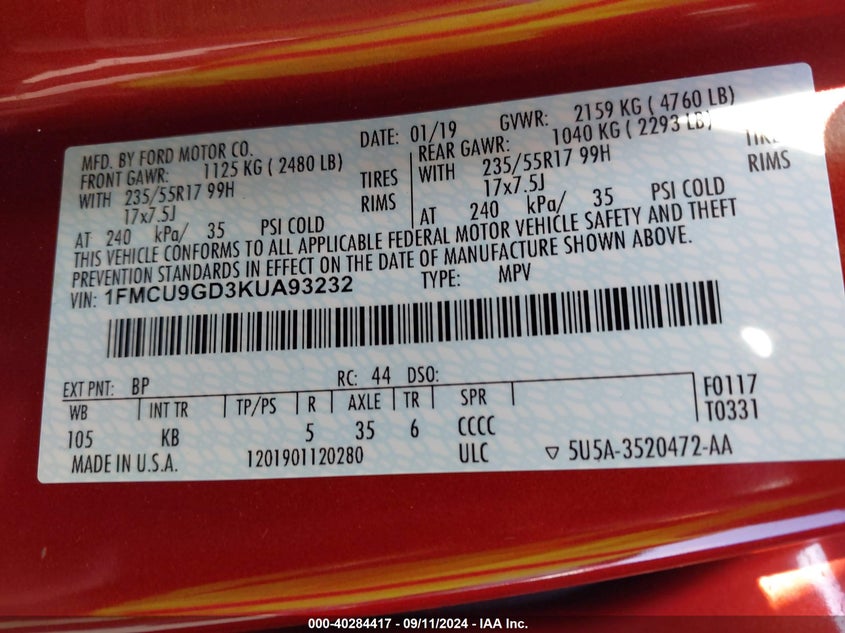 MFD. BY FORD MOTOR CO. DATE: 01/19 GVWR: 2159 KG ( 4760 LB)
FRONT GAWR: 1125 KG ( 2480 LB) REAR GAWR: 1040 KG ( 2293 LB)
WITH 235/55R17 99H TIRES WITH 235/55R17 99H TIRES
17x7.5J RIMS 17x7.5J RIMS
AT 240 kPa/ 35 PSI COLD AT 240 kPa/ 35 PSI COLD
THIS VEHICLE CONFORMS TO ALL APPLICABLE FEDERAL MOTOR VEHICLE SAFETY AND THEFT
PREVENTION STANDARDS IN EFFECT ON THE DATE OF MANUFACTURE SHOWN ABOVE.
VIN: 1FMCU9GD3KUA93232 TYPE: MPV
EXT PNT: BP RC: 44 DSO:
WB INT TR TP/PS R AXLE TR SPR F0117
105 KB 5 35 6 CCCC T0331
MADE IN U.S.A. 1201901120280 ULC ▽ 5U5A-3520472-AA
000-40284417 - 09/11/2024 - IAA Inc.